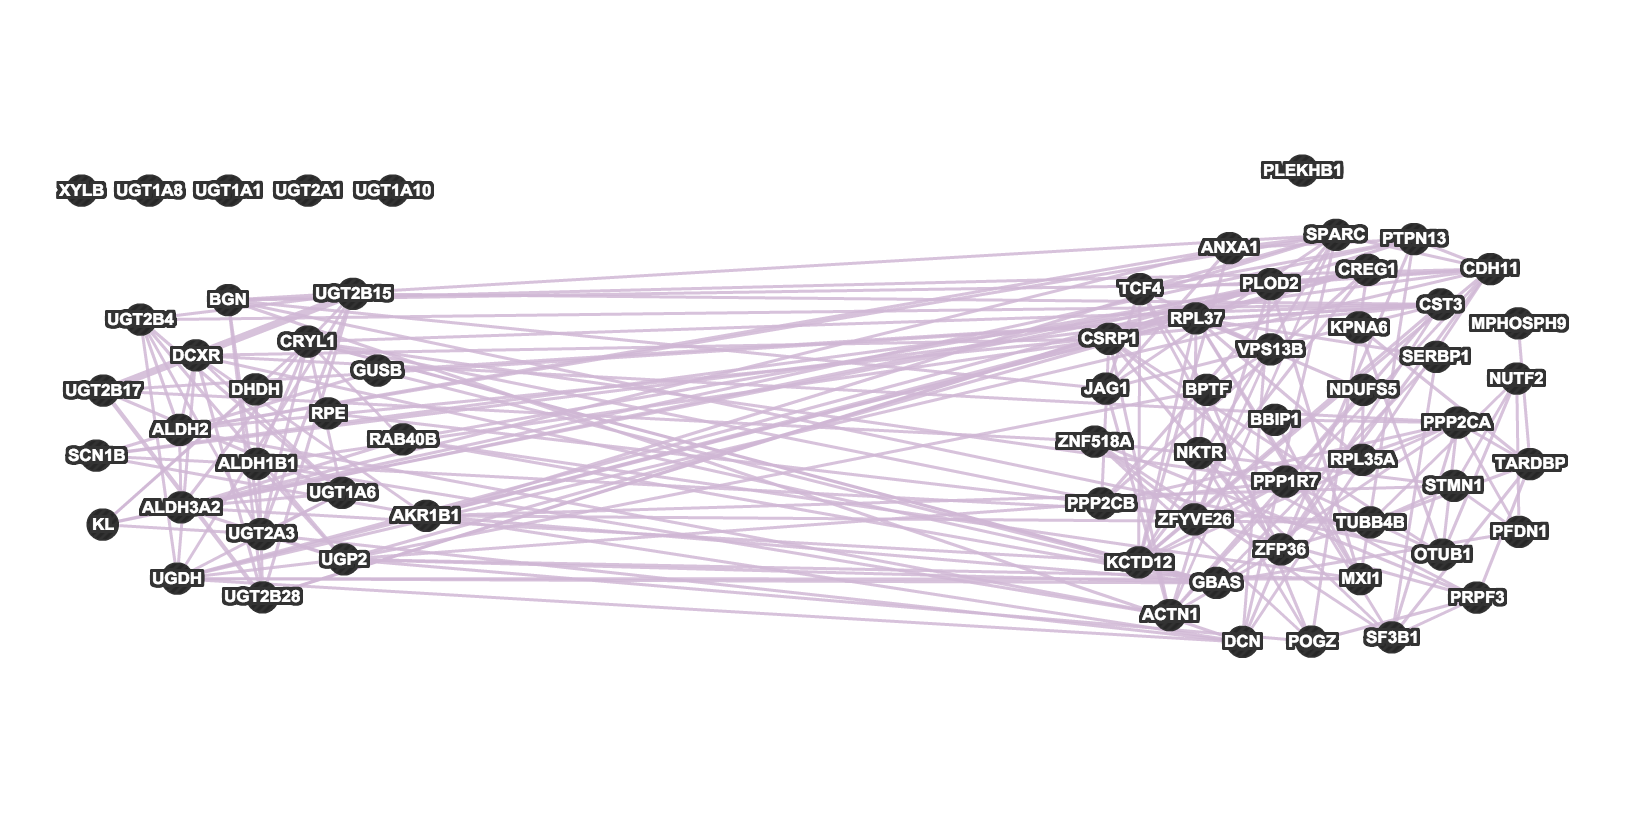 XYLB
UGT1A8
UGT1A1
UGT2A1
UGT1A10
BGN
UGT2B15
UGT2B4
CRYL1
DCXR
GUSB
UGT2B17
DHDH
RPE
ALDH2
RAB40B
SCN1B
ALDH1B1
UGT1A6
ALDH3A2
AKR1B1
KL
UGT2A3
UGP2
UGDH
UGT2B28
PLEKHB1
SPARC
PTPN13
ANXA1
CREG1
CDH11
PLOD2
TCF4
CST3
RPL37
MPHOSPH9
KPNA6
CSRP1
VPS13B
SERBP1
NUTF2
JAG1
BPTF
NDUFS5
BBIP1
PPP2CA
ZNF518A
NKTR
RPL35A
TARDBP
PPP1R7
STMN1
PPP2CB
ZFYVE26
TUBB4B
PFDN1
ZFP36
OTUB1
KCTD12
GBAS
MXI1
PRPF3
ACTN1
DCN
POGZ
SF3B1